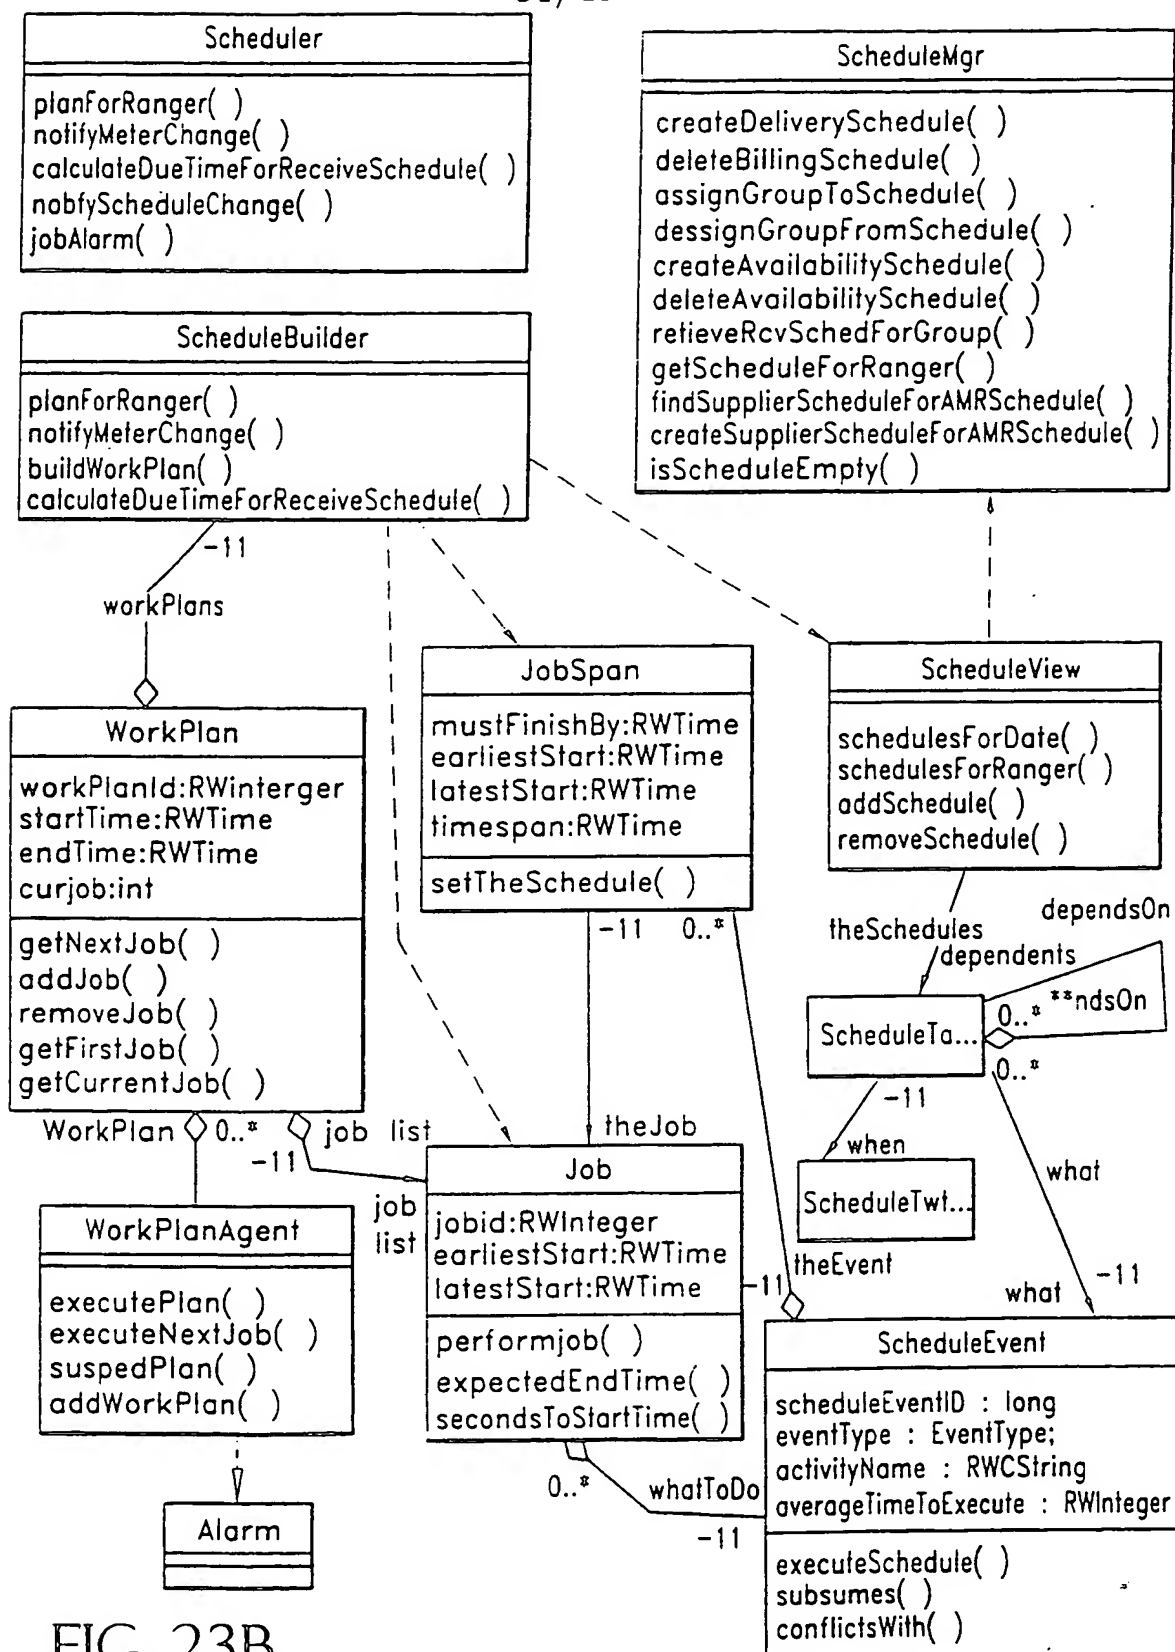 Scheduler
planForRanger( )
notifyMeterChange( )
calculateDueTimeForReceiveSchedule( )
nobfyScheduleChange( )
jobAlarm( )
ScheduleMgr
createDeliverySchedule( )
deleteBillingSchedule( )
assignGroupToSchedule( )
dessignGroupFromSchedule( )
createAvailabilitySchedule( )
deleteAvailabilitySchedule( )
retieveRcvSchedForGroup( )
getScheduleForRanger( )
findSupplierScheduleForAMRSchedule( )
createSupplierScheduleForAMRSchedule( )
isScheduleEmpty( )
ScheduleBuilder
planForRanger( )
notifyMeterChange( )
buildWorkPlan( )
calculateDueTimeForReceiveSchedule( )
-11
workPlans
WorkPlan
workPlanId:RWinterger
startTime:RWTime
endTime:RWTime
curjob:int
getNextJob( )
addJob( )
removeJob( )
getFirstJob( )
getCurrentJob( )
JobSpan
mustFinishBy:RWTime
earliestStart:RWTime
latestStart:RWTime
timespan:RWTime
setTheSchedule( )
-11 0..*
ScheduleView
schedulesForDate( )
schedulesForRanger( )
addSchedule( )
removeSchedule( )
theSchedules
dependsOn
dependents
0..* **ndsOn
ScheduleTa...
0..*
-11
when
what
ScheduleTwt...
WorkPlan 0..* job list
-11
theJob
job
list
Job
jobid:RWInteger
earliestStart:RWTime
latestStart:RWTime
performjob( )
expectedEndTime( )
secondsToStartTime( )
WorkPlanAgent
executePlan( )
executeNextJob( )
suspedPlan( )
addWorkPlan( )
Alarm
theEvent
-11
what -11
ScheduleEvent
scheduleEventID : long
eventType : EventType;
activityName : RWCString
averageTimeToExecute : RWInteger
executeSchedule( )
subsumes( )
conflictsWith( )
0..* whatToDo
-11
FIG. 23B